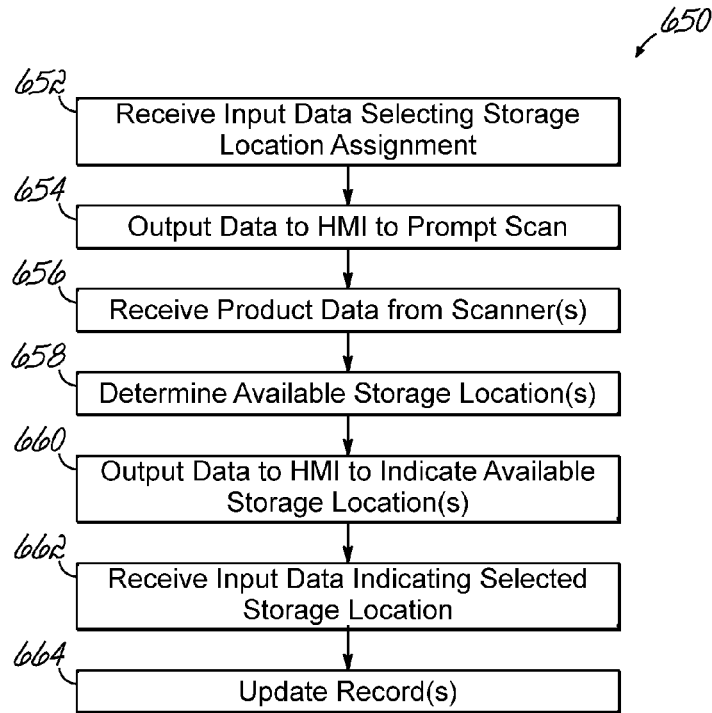 650
652
Receive Input Data Selecting Storage
Location Assignment
654
Output Data to HMI to Prompt Scan
656
Receive Product Data from Scanner(s)
658
Determine Available Storage Location(s)
660
Output Data to HMI to Indicate Available
Storage Location(s)
662
Receive Input Data Indicating Selected
Storage Location
664
Update Record(s)